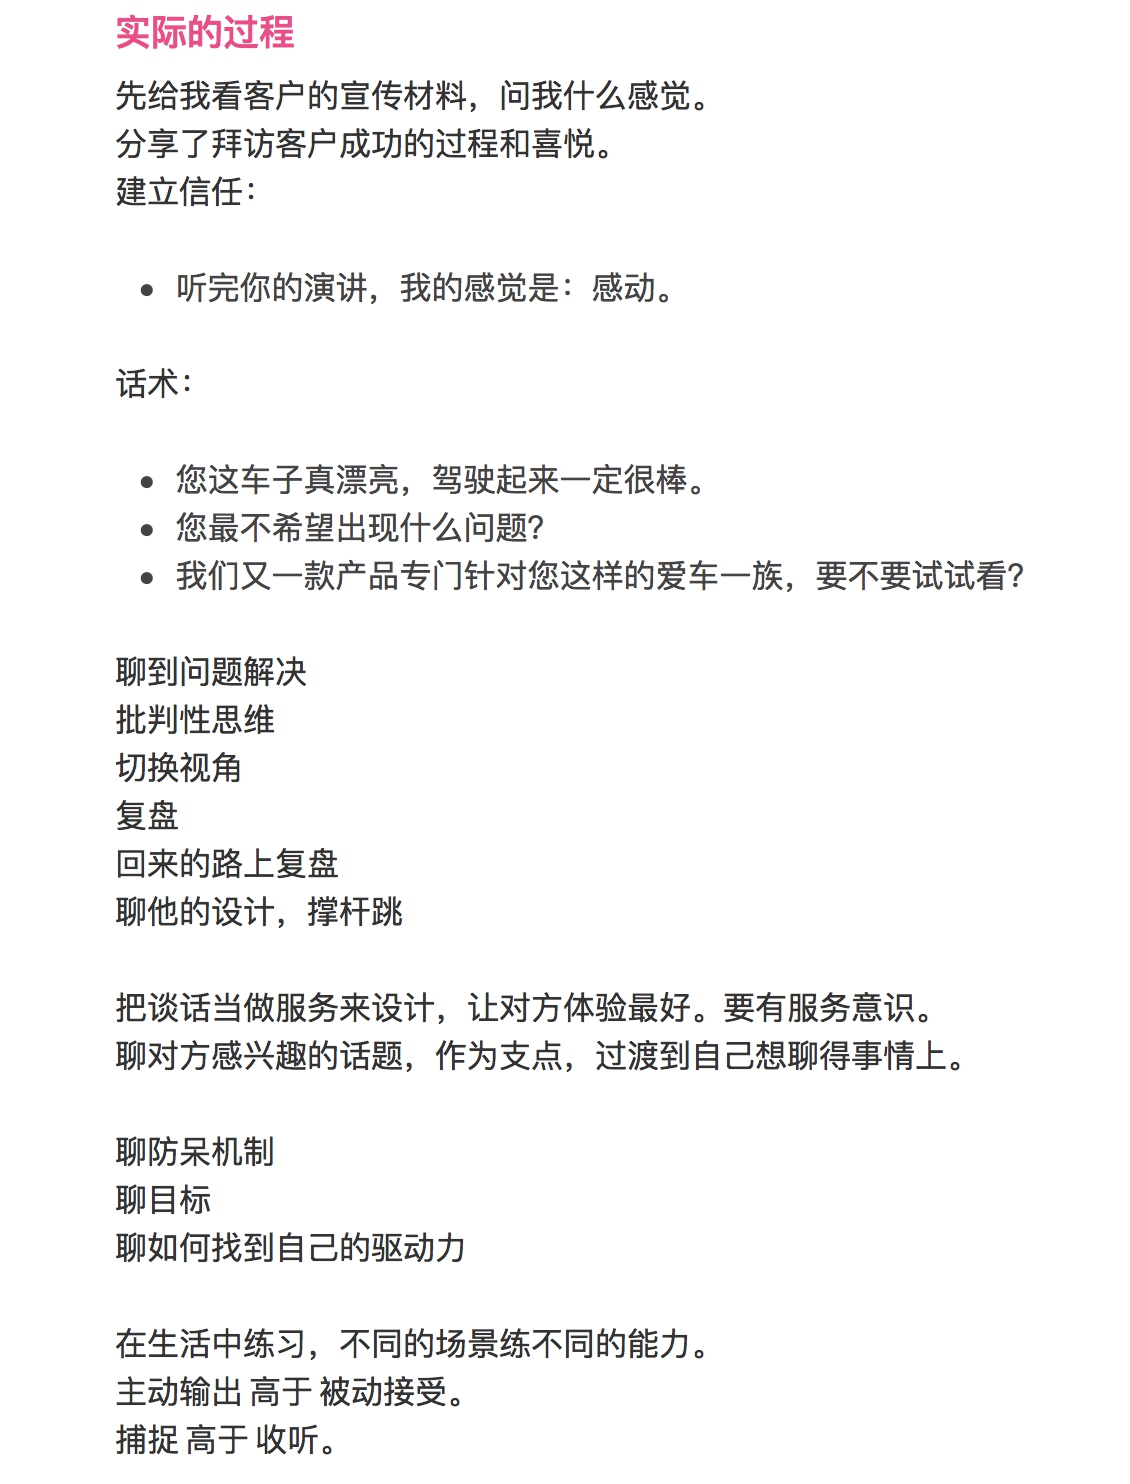 实际的过程
先给我看客户的宣传材料，问我什么感觉。
分享了拜访客户成功的过程和喜悦。
建立信任：
• 听完你的演讲，我的感觉是：感动。
话术：
• 您这车子真漂亮，驾驶起来一定很棒。
• 您最不希望出现什么问题?
• 我们又一款产品专门针对您这样的爱车一族，要不要试试看?
聊到问题解决
批判性思维
切换视角
复盘
回来的路上复盘
聊他的设计，撑杆跳
把谈话当做服务来设计，让对方体验最好。要有服务意识。
聊对方感兴趣的话题，作为支点，过渡到自己想聊得事情上。
聊防呆机制
聊目标
聊如何找到自己的驱动力
在生活中练习，不同的场景练不同的能力。
主动输出 高于 被动接受。
捕捉 高于 收听。